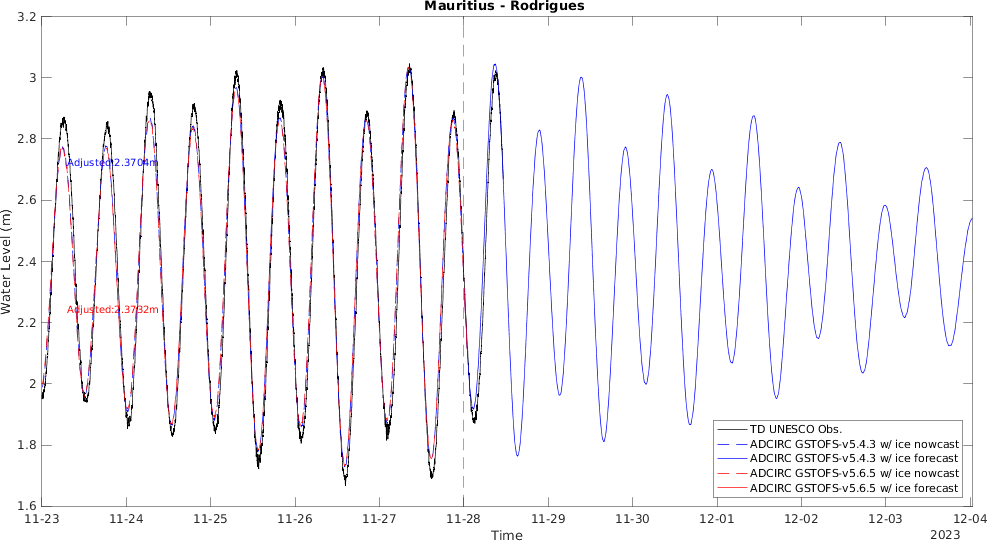 Mauritius - Rodrigues
3.2
3
2.8
2.6
2.4
2.2
2
1.8
1.6
Water Level (m)
Adjusted:2.3704m
Adjusted:2.3732m
TD UNESCO Obs.
ADCIRC GSTOFS-v5.4.3 w/ ice nowcast
ADCIRC GSTOFS-v5.4.3 w/ ice forecast
ADCIRC GSTOFS-v5.6.5 w/ ice nowcast
ADCIRC GSTOFS-v5.6.5 w/ ice forecast
11-23 11-24 11-25 11-26 11-27 11-28 11-29 11-30 12-01 12-02 12-03 12-04
Time
2023